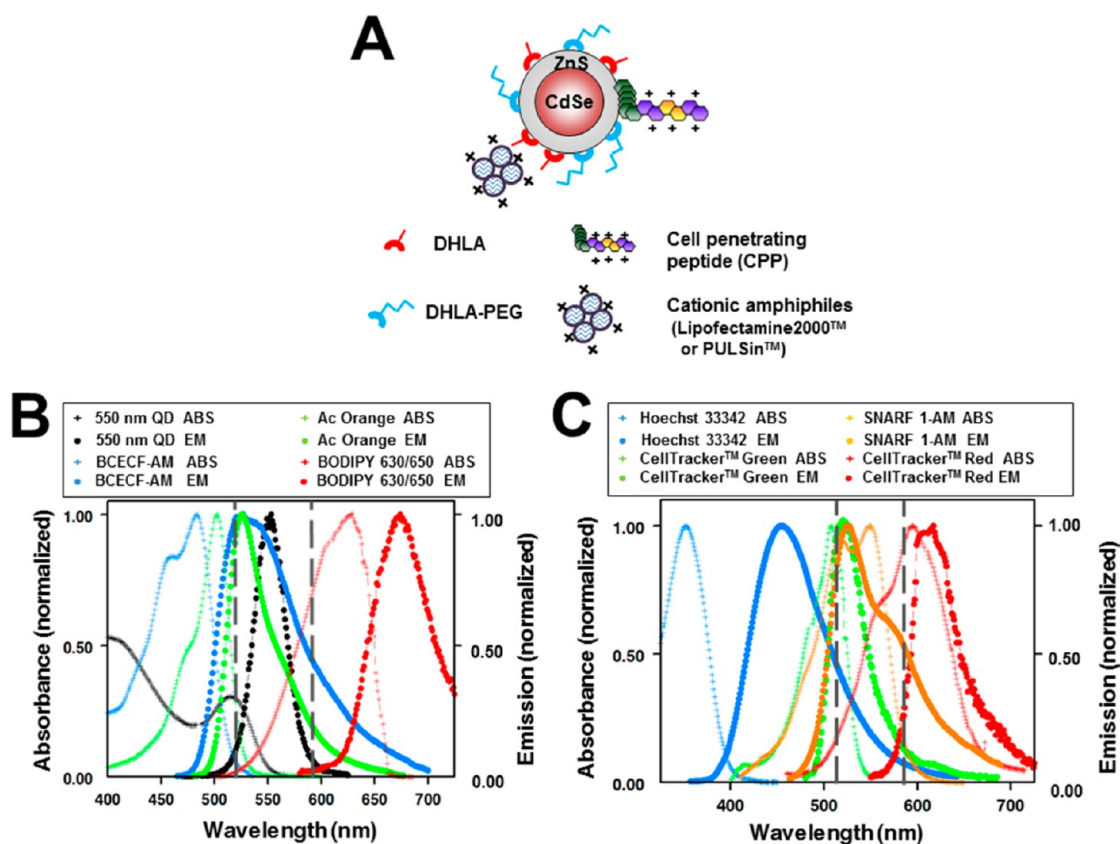 A
ZnS
CdSe
+ + +
+ + +
DHLA
+ + +
+ + +
Cell penetrating
peptide (CPP)
DHLA-PEG
Cationic amphiphiles
(Lipofectamine2000™
or PULSin™)
B
550 nm QD ABS
550 nm QD EM
BCECF-AM ABS
BCECF-AM EM
Ac Orange ABS
Ac Orange EM
BODIPY 630/650 ABS
BODIPY 630/650 EM
Absorbance (normalized)
1.00
0.50
0.00
1.00
0.50
0.00
Emission (normalized)
400 450 500 550 600 650 700
Wavelength (nm)
C
Hoechst 33342 ABS
Hoechst 33342 EM
CellTracker™ Green ABS
CellTracker™ Green EM
SNARF 1-AM ABS
SNARF 1-AM EM
CellTracker™ Red ABS
CellTracker™ Red EM
Absorbance (normalized)
1.00
0.50
0.00
1.00
0.50
0.00
Emission (normalized)
400 500 600 700
Wavelength (nm)